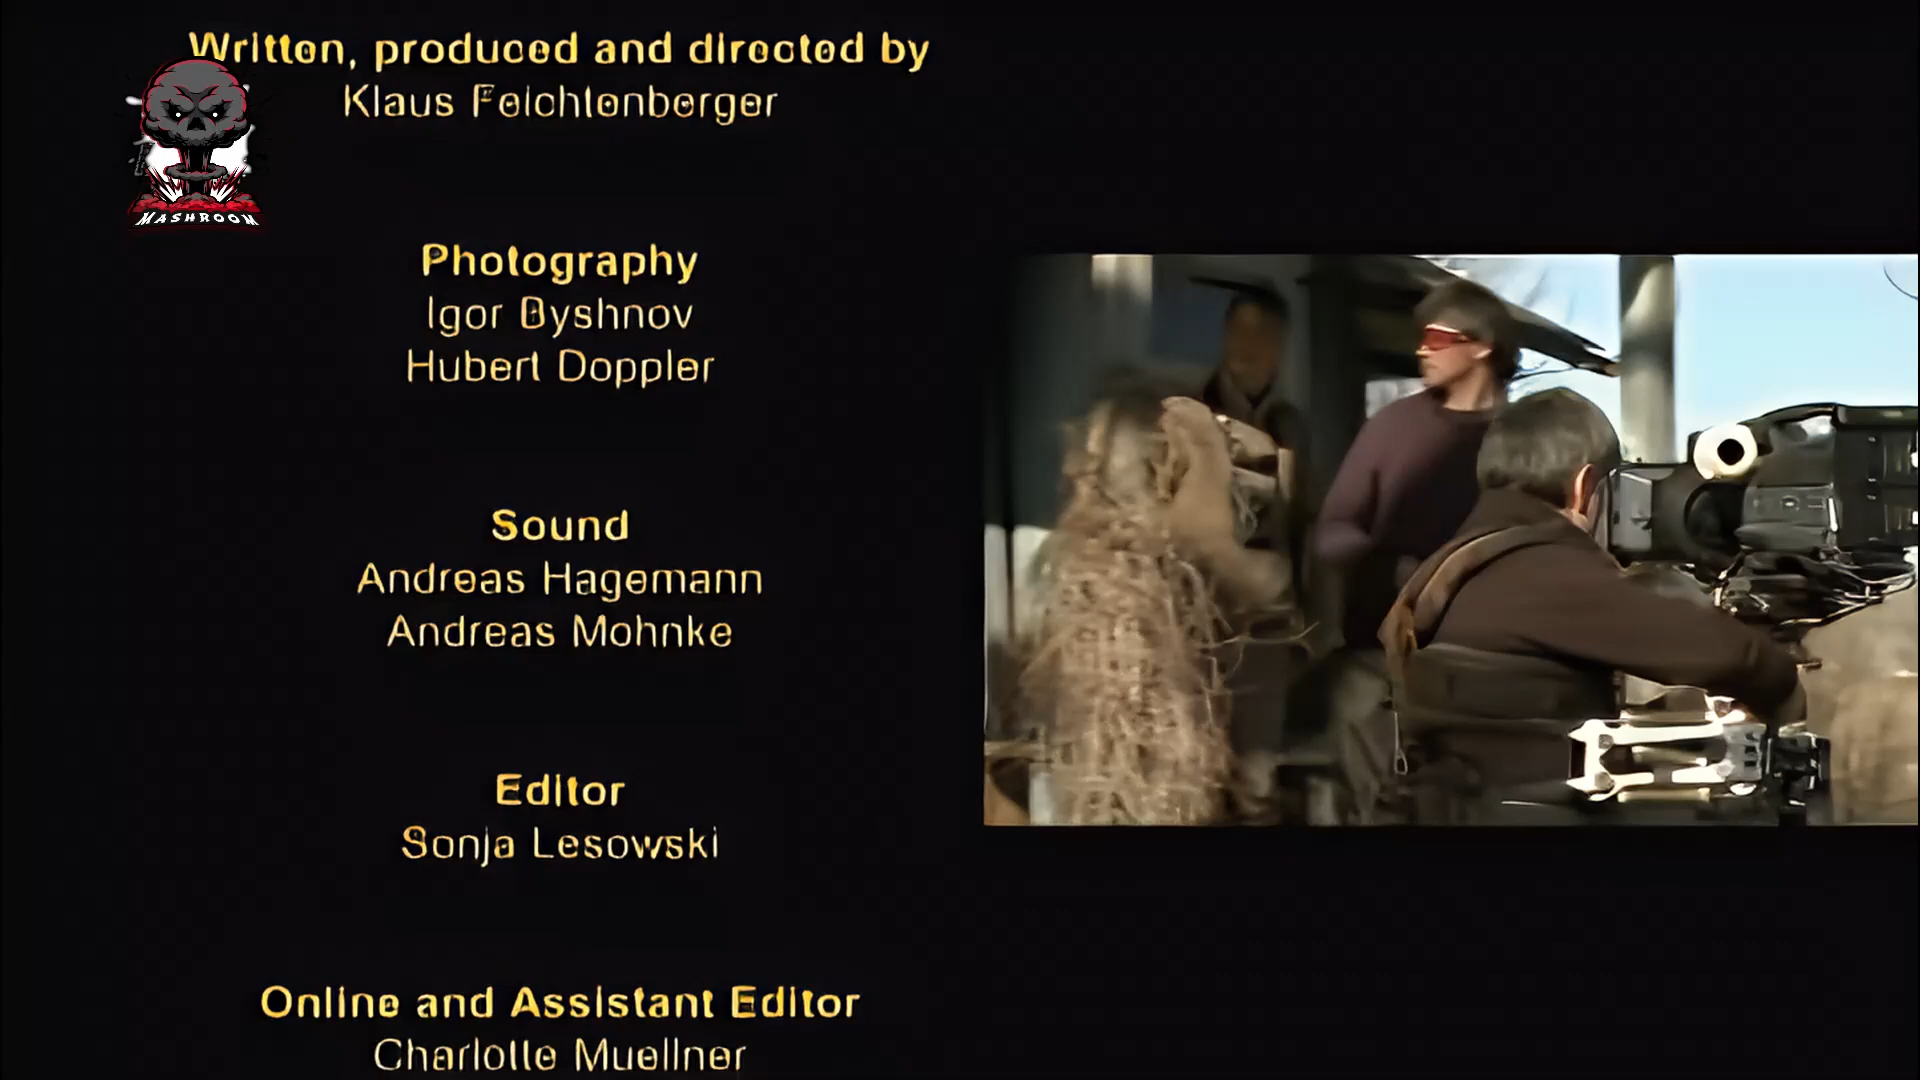 Written, produced and directed by
Klaus Feichtenberger
MASHROOM
Photography
Igor Byshnov
Hubert Doppler
Sound
Andreas Hagemann
Andreas Mohnke
Editor
Sonja Lesowski
Online and Assistant Editor
Charlotte Muellner